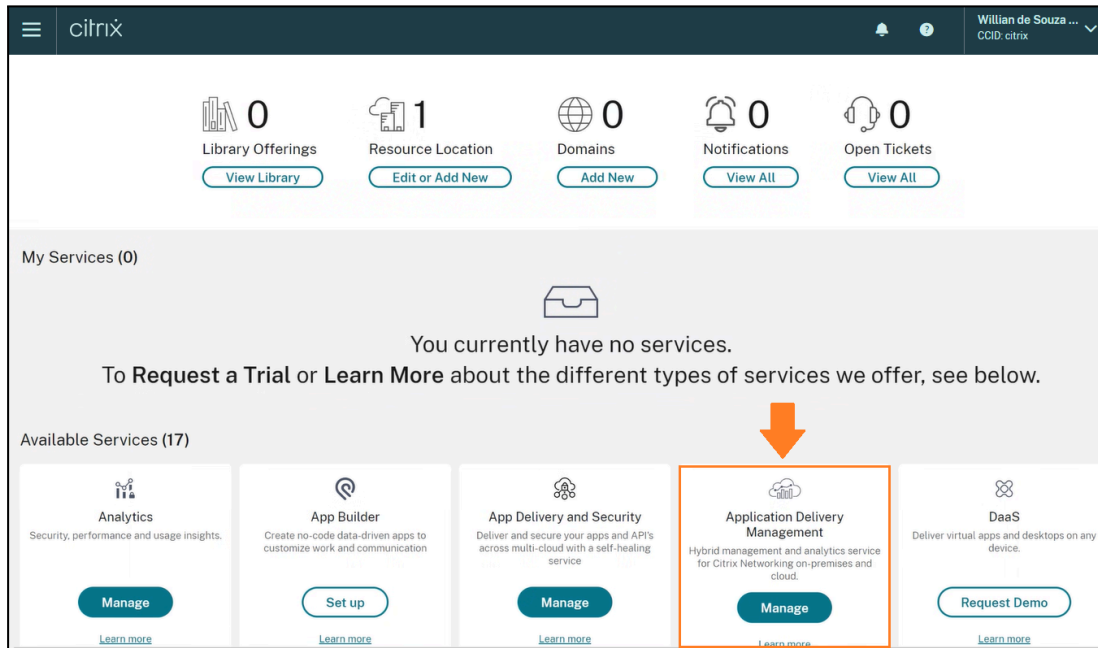 citrix
?
Willian de Souza ...
CCID: citrix
0
1
0
0
0
Library Offerings
Resource Location
Domains
Notifications
Open Tickets
View Library
Edit or Add New
Add New
View All
View All
My Services (0)
You currently have no services.
To Request a Trial or Learn More about the different types of services we offer, see below.
Available Services (17)
Analytics
Security, performance and usage insights.
Manage
Learn more
App Builder
Create no-code data-driven apps to
customize work and communication
Set up
Learn more
App Delivery and Security
Deliver and secure your apps and API's
across multi-cloud with a self-healing
service
Manage
Learn more
Application Delivery
Management
Hybrid management and analytics service
for Citrix Networking on-premises and
cloud.
Manage
Learn more
DaaS
Deliver virtual apps and desktops on any
device.
Request Demo
Learn more